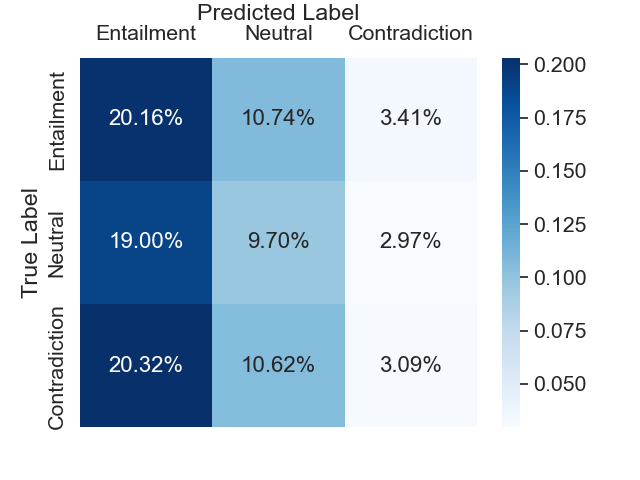 Predicted Label
Entailment Neutral Contradiction
True Label
Entailment
20.16% 10.74% 3.41%
Neutral
19.00% 9.70% 2.97%
Contradiction
20.32% 10.62% 3.09%
0.200
0.175
0.150
0.125
0.100
0.075
0.050